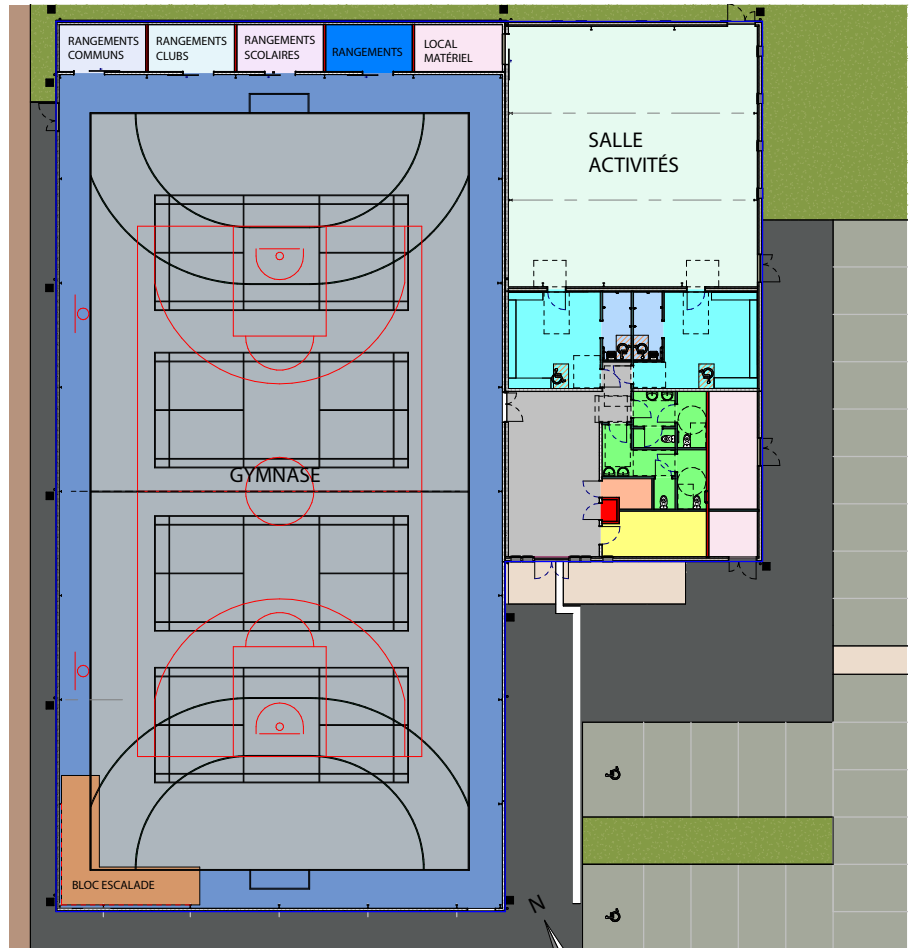 RANGEMENTS
COMMUNS
RANGEMENTS
CLUBS
RANGEMENTS
SCOLAIRES
RANGEMENTS
LOCAL
MATÉRIEL
SALLE
ACTIVITÉS
GYMNASE
BLOC ESCALADE
N